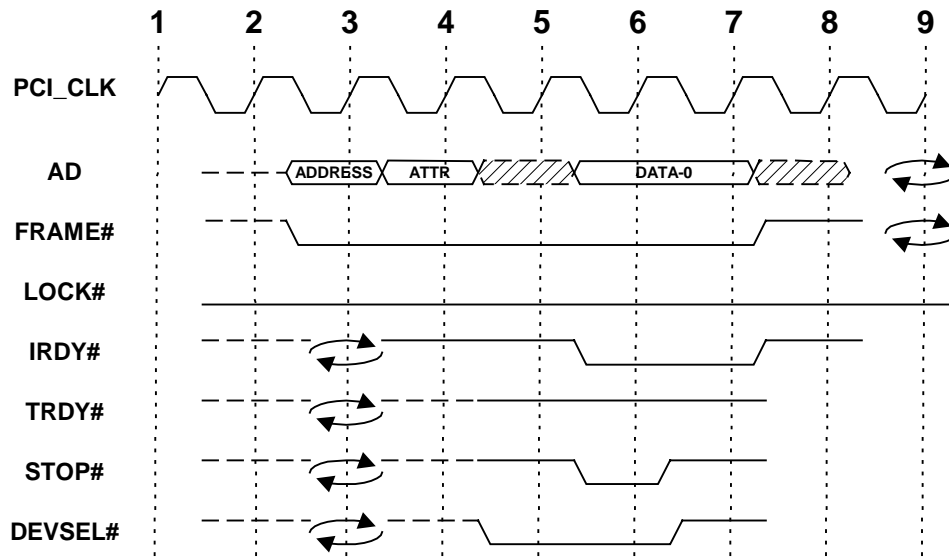 1 2 3 4 5 6 7 8 9
PCI_CLK
AD ADDRESS ATTR DATA-0
FRAME#
LOCK#
IRDY#
TRDY#
STOP#
DEVSEL#